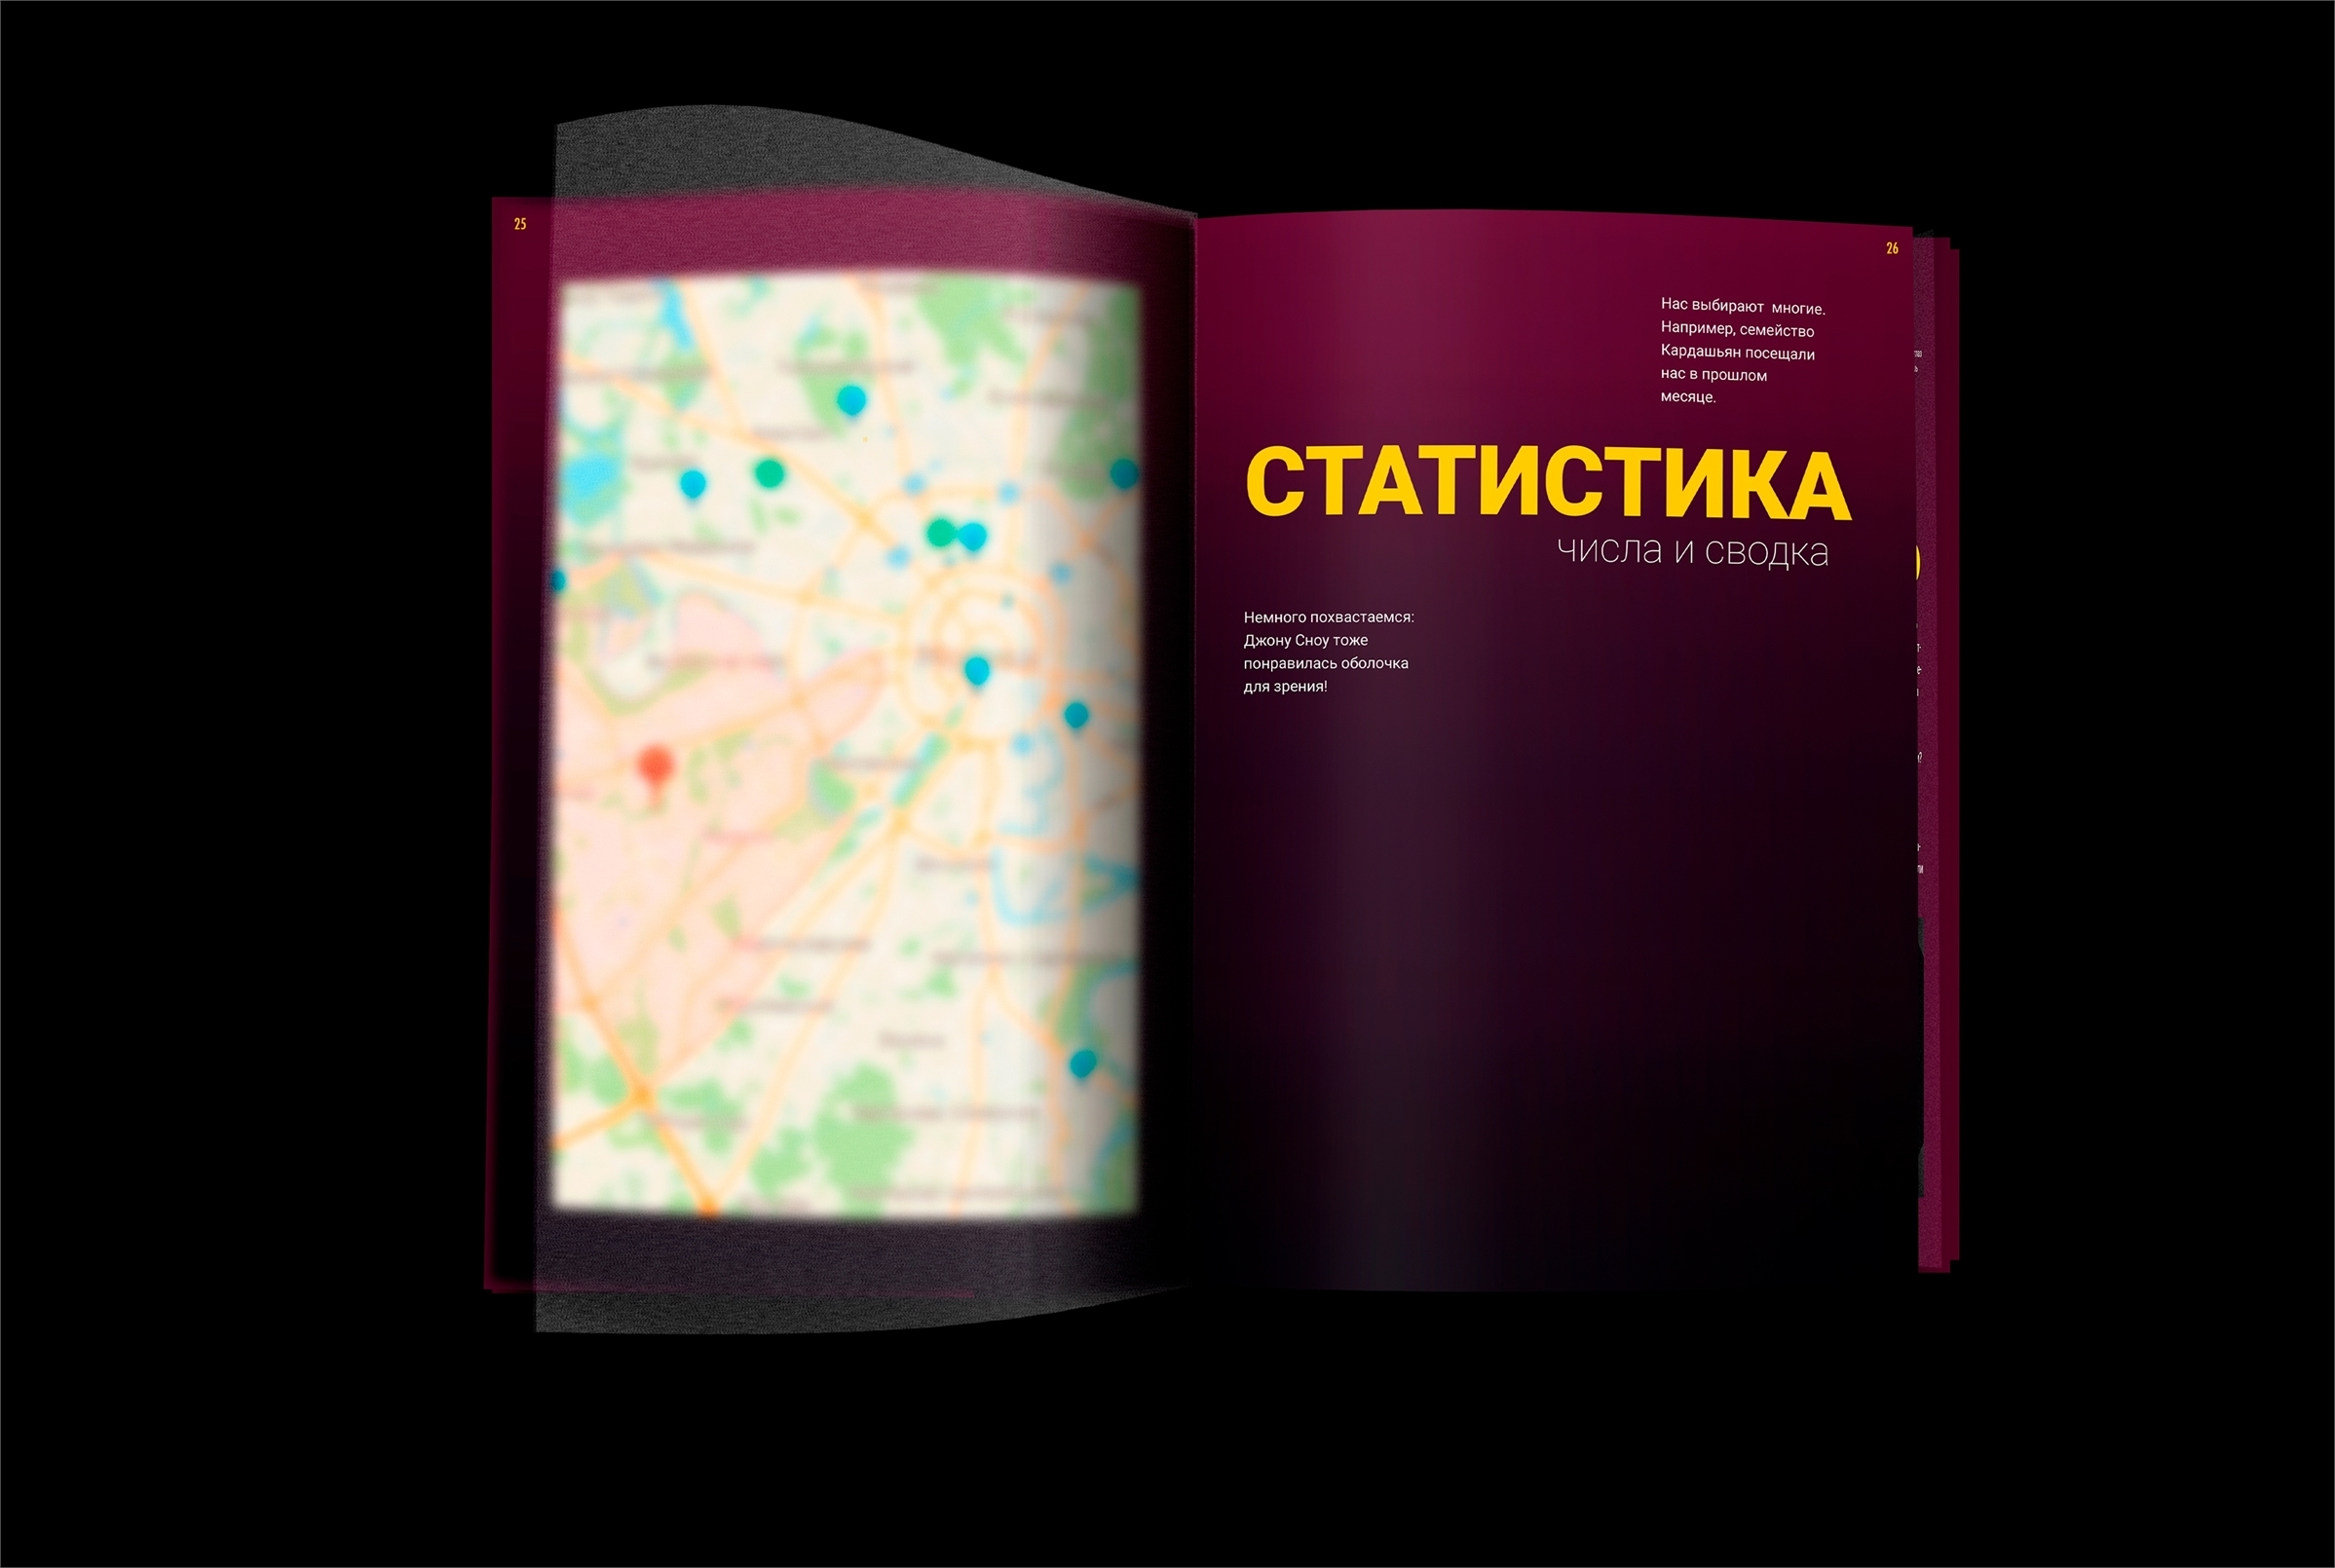 25
26
Нас выбирают  многие.
Например, семейство
Кардашьян посещали
нас в прошлом
месяце.
СТАТИСТИКА
числа и сводка
Немного похвастаемся:
Джону Сноу тоже
понравилась оболочка
для зрения!